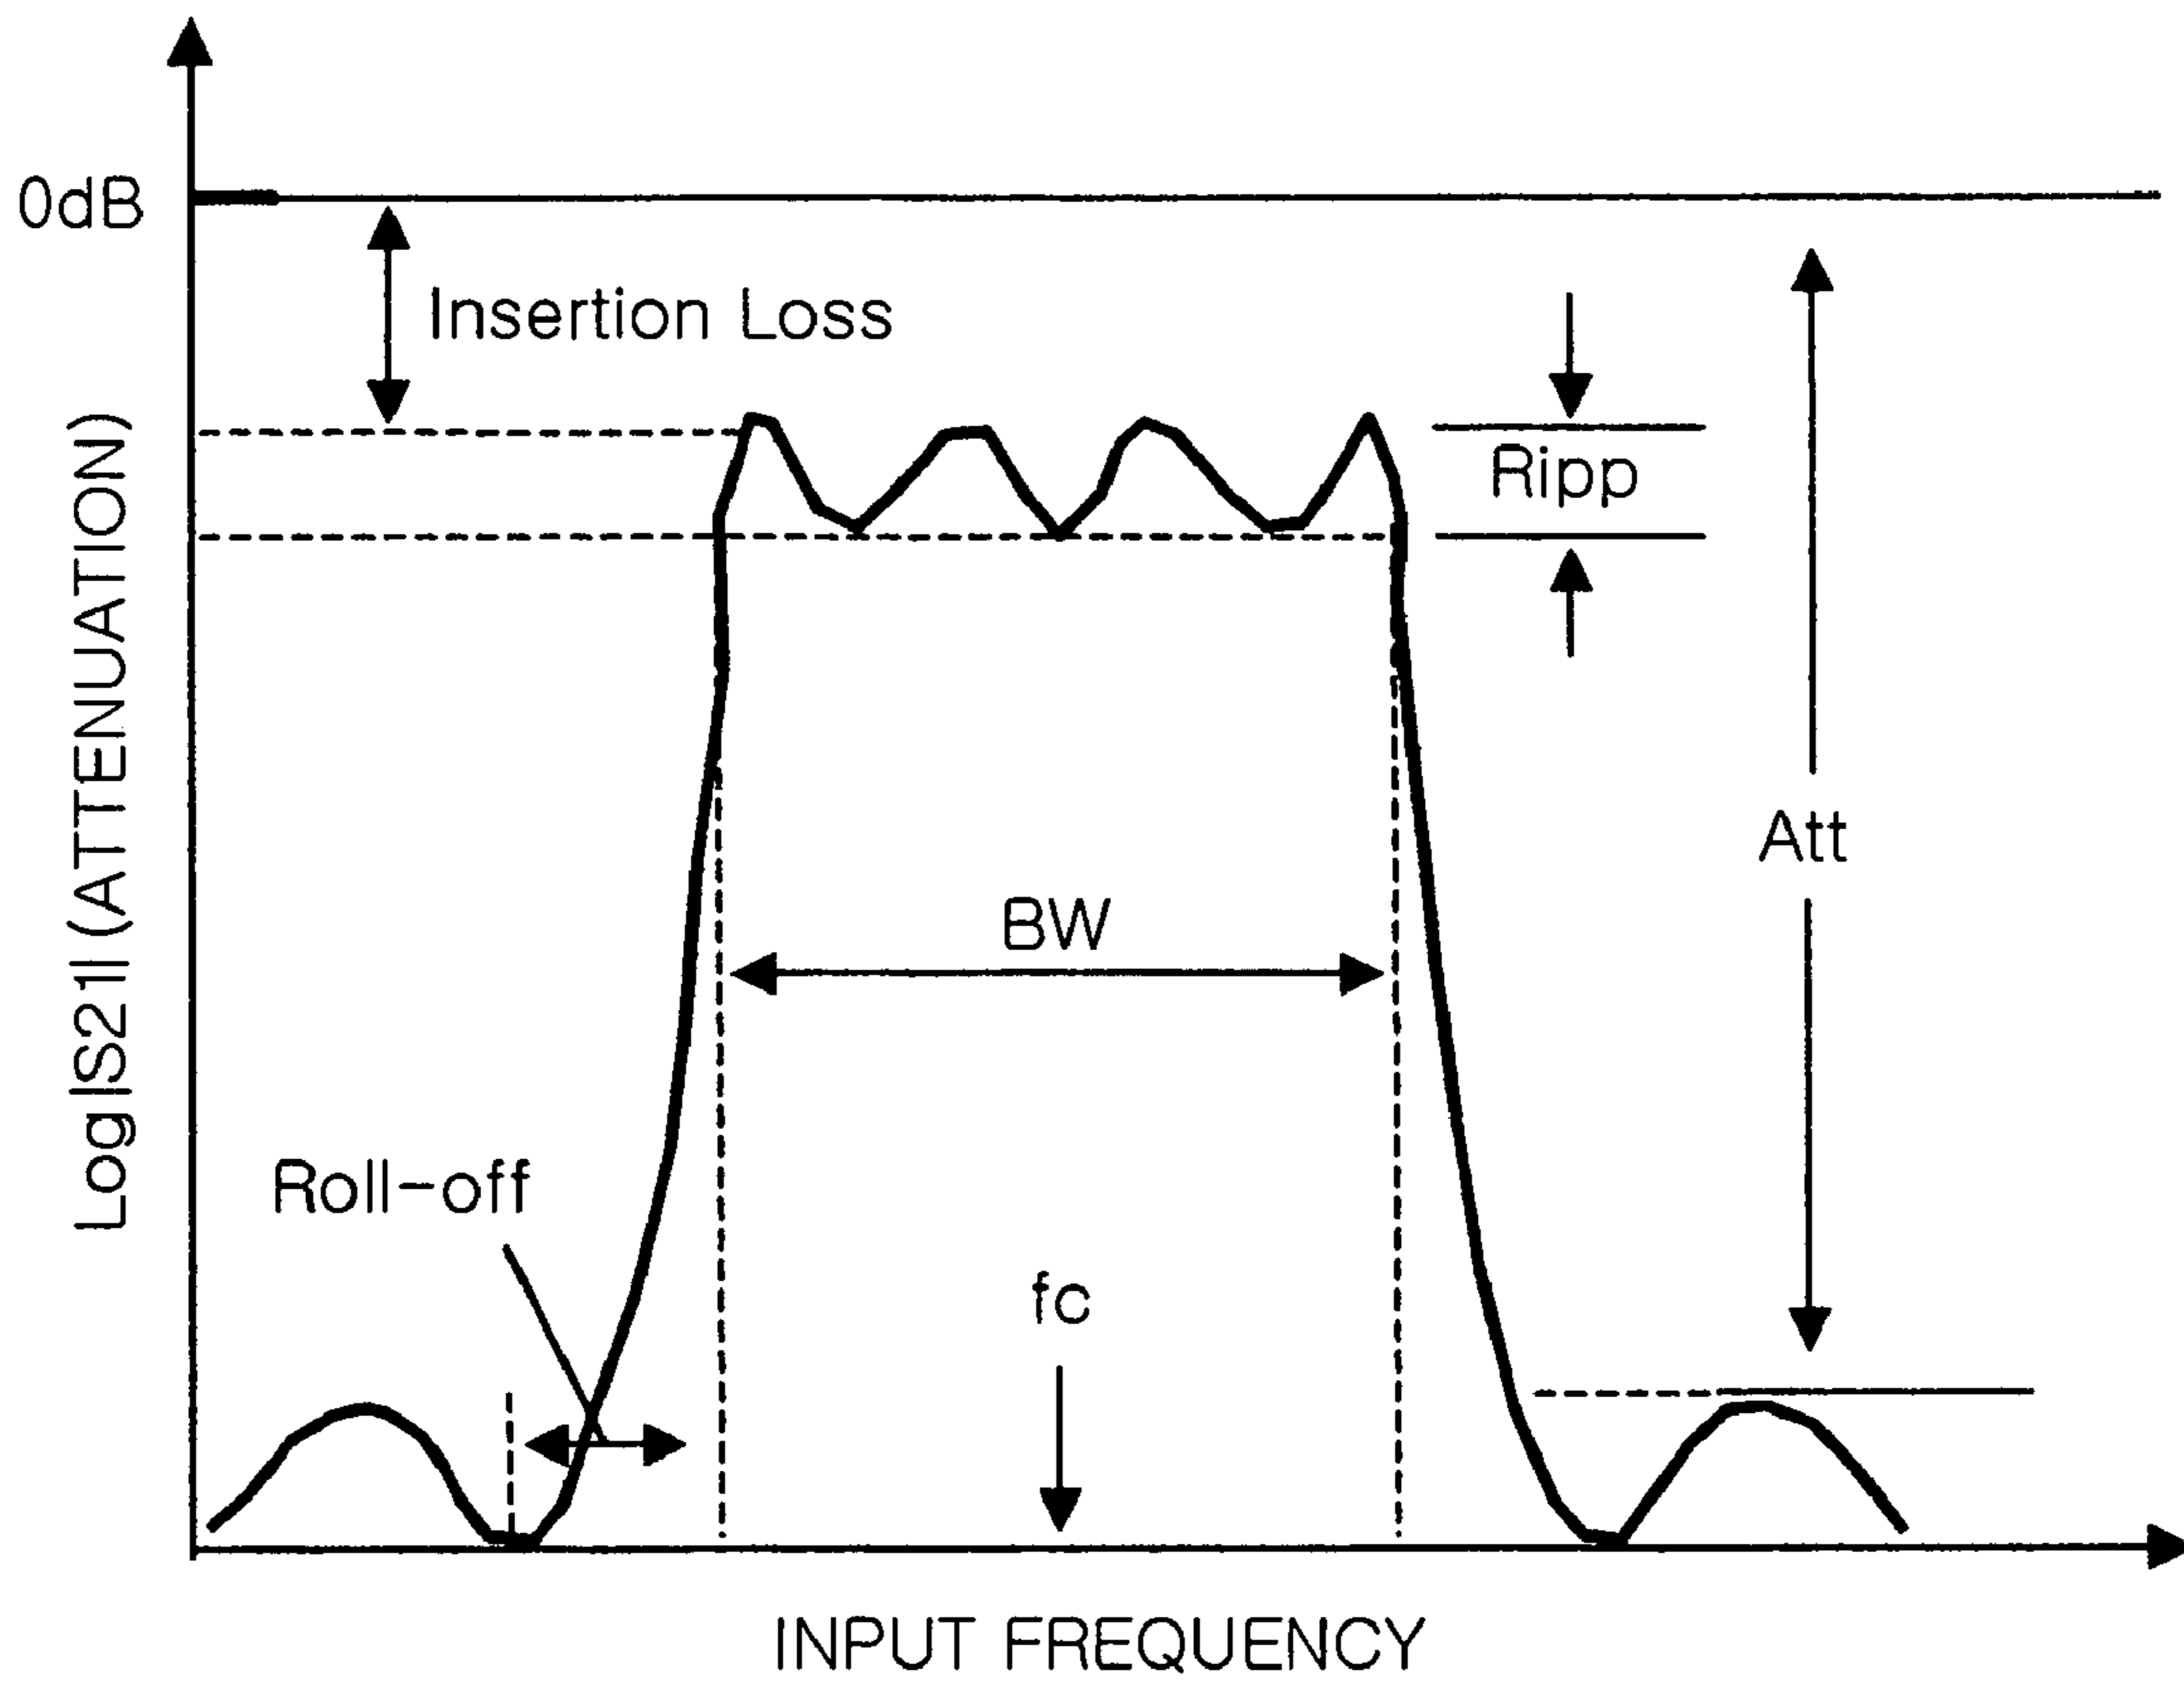 0dB
Insertion Loss
Ripp
Log|S21| (ATTENUATION)
Att
BW
Roll-off
fc
INPUT FREQUENCY